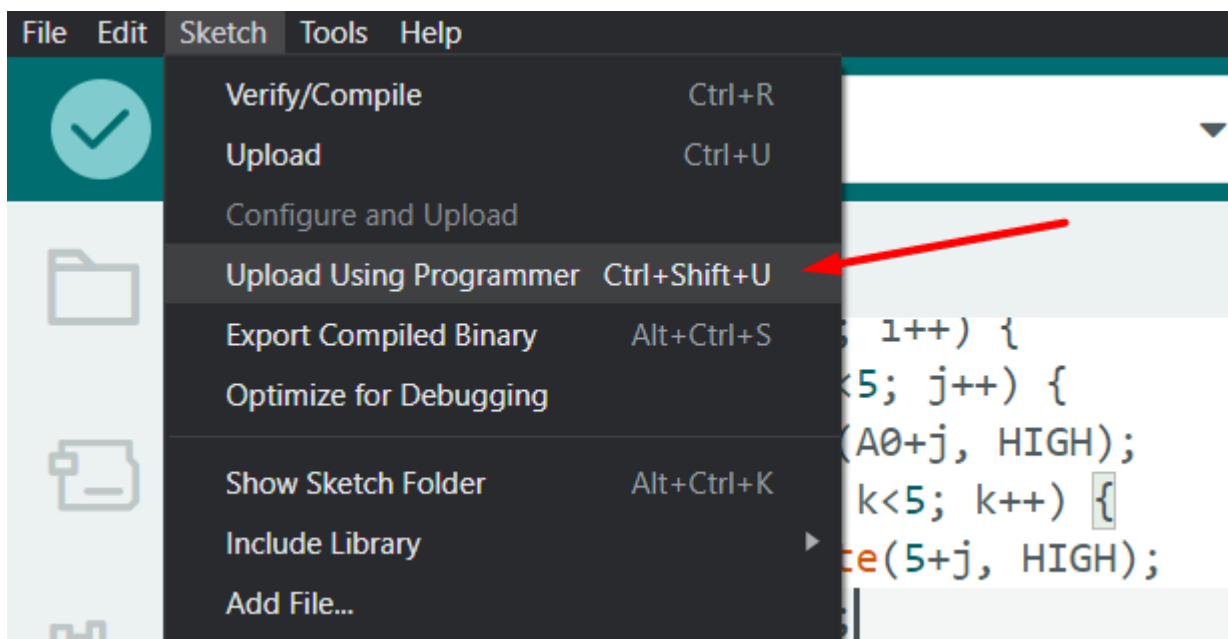 File Edit Sketch Tools Help
Verify/Compile Ctrl+R
Upload Ctrl+U
Configure and Upload
Upload Using Programmer Ctrl+Shift+U
Export Compiled Binary Alt+Ctrl+S
Optimize for Debugging
Show Sketch Folder Alt+Ctrl+K
Include Library
Add File...
; i++) {
<5; j++) {
(A0+j, HIGH);
k<5; k++) {
te(5+j, HIGH);
;